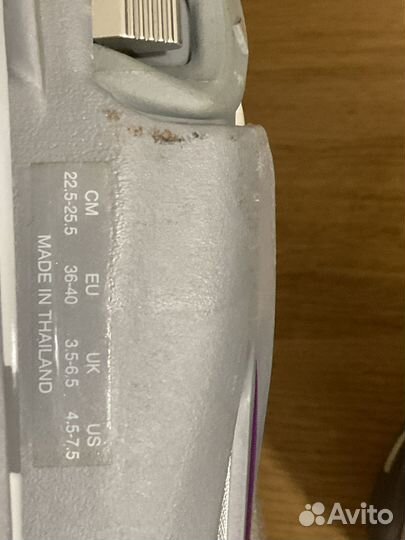 CM EU UK US
22.5-25.5 36-40 3.5-6.5 4.5-7.5
MADE IN THAILAND
Avito